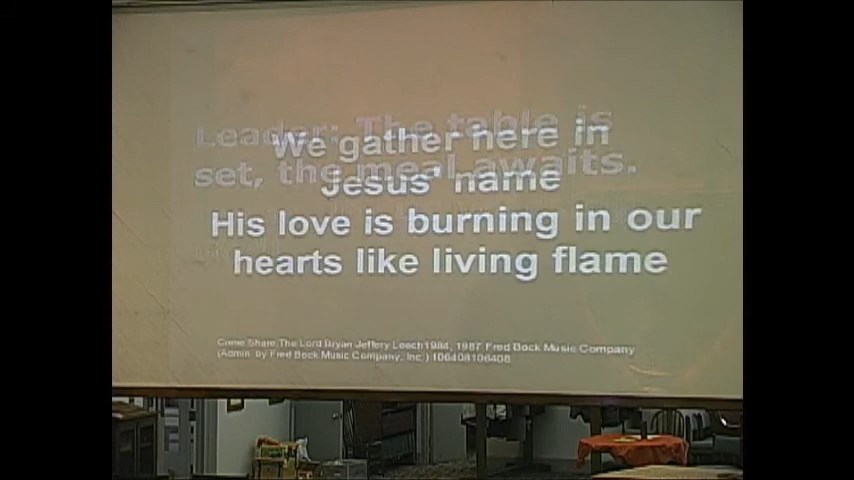 Leader: The table is
set, the meal awaits.
We gather here in
Jesus' name
His love is burning in our
hearts like living flame
Come Share The Lord Bryan Jeffery Leech 1984, 1987 Fred Bock Music Company
(Admin. by Fred Bock Music Company, Inc.) 106408106408